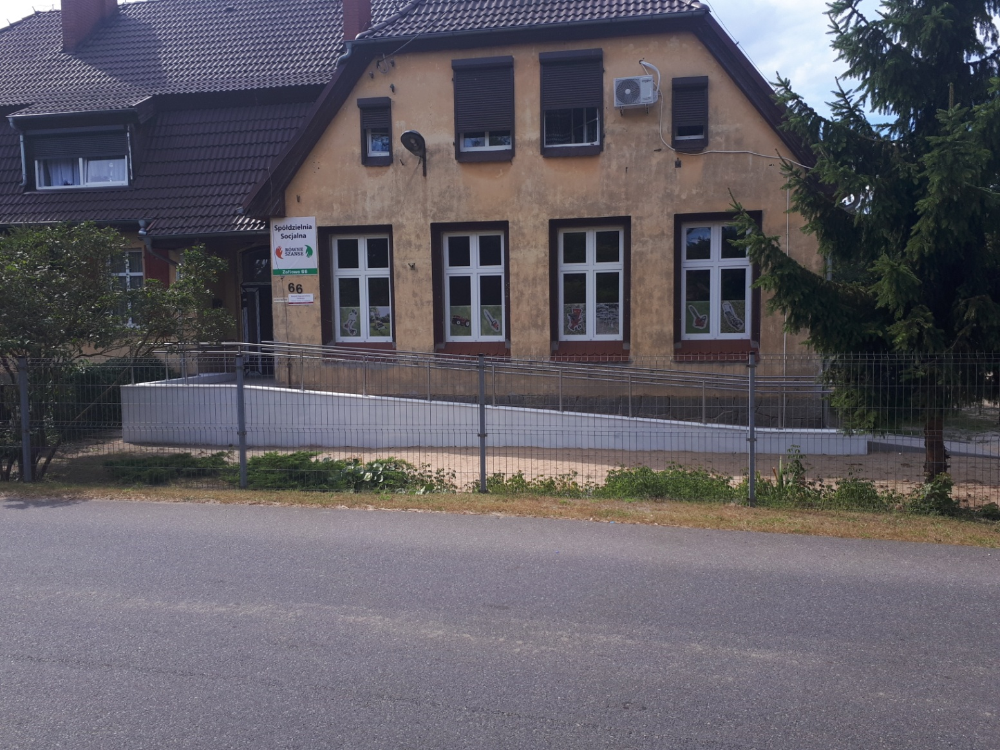 Spółdzielnia
Socjalna
RÓWNE
SZANSE
Zofiowo 66
66